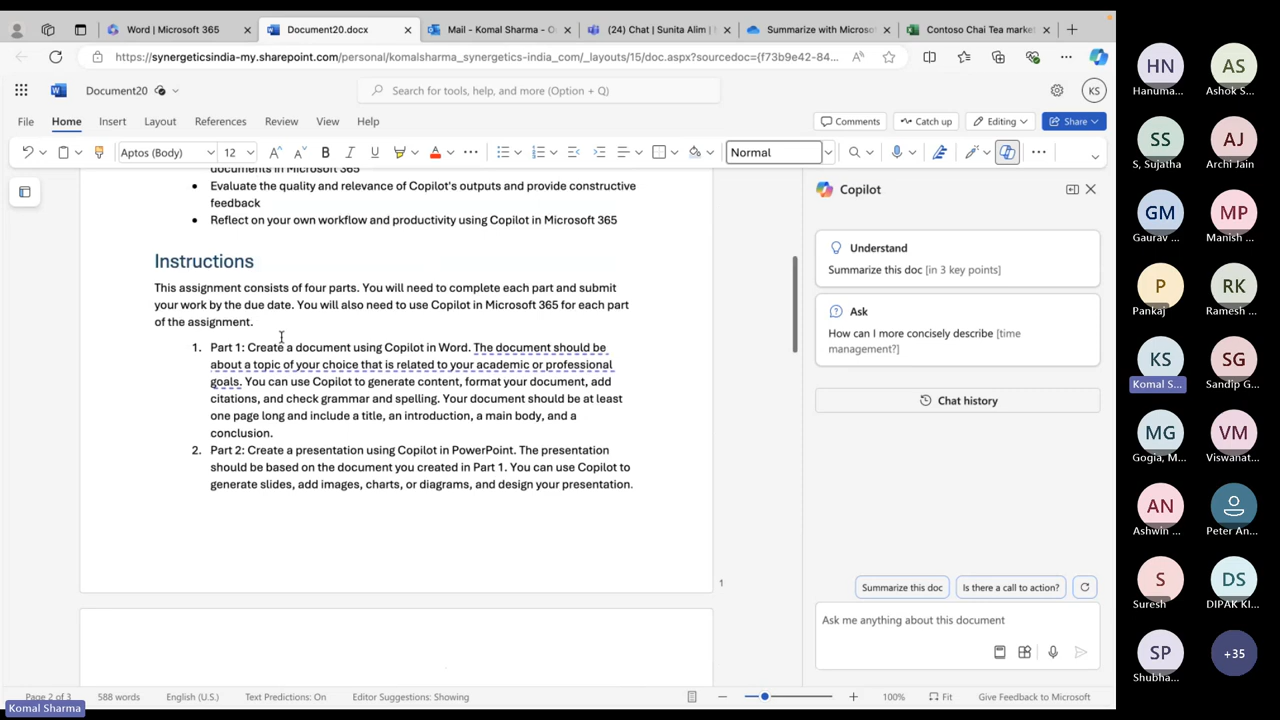 Word | Microsoft 365
Document20.docx
Mail - Komal Sharma - O
(24) Chat | Sunita Alim |
Summarize with Microsof
Contoso Chai Tea market
https://synergeticsindia-my.sharepoint.com/personal/komalsharma_synergetics-india_com/_layouts/15/doc.aspx?sourcedoc={f73b9e42-84...
Document20
Search for tools, help, and more (Option + Q)
KS
File
Home
Insert
Layout
References
Review
View
Help
Comments
Catch up
Editing
Share
Aptos (Body)
12
Normal
documents in Microsoft 365
• Evaluate the quality and relevance of Copilot's outputs and provide constructive
feedback
• Reflect on your own workflow and productivity using Copilot in Microsoft 365
Instructions
This assignment consists of four parts. You will need to complete each part and submit
your work by the due date. You will also need to use Copilot in Microsoft 365 for each part
of the assignment.
1. Part 1: Create a document using Copilot in Word. The document should be
about a topic of your choice that is related to your academic or professional
goals. You can use Copilot to generate content, format your document, add
citations, and check grammar and spelling. Your document should be at least
one page long and include a title, an introduction, a main body, and a
conclusion.
2. Part 2: Create a presentation using Copilot in PowerPoint. The presentation
should be based on the document you created in Part 1. You can use Copilot to
generate slides, add images, charts, or diagrams, and design your presentation.
1
Copilot
Understand
Summarize this doc [in 3 key points]
Ask
How can I more concisely describe [time
management?]
Chat history
Summarize this doc
Is there a call to action?
Ask me anything about this document
Page 2 of 3
588 words
English (U.S.)
Text Predictions: On
Editor Suggestions: Showing
100%
Fit
Give Feedback to Microsoft
Komal Sharma
HN
Hanuma...
AS
Ashok S...
SS
S, Sujatha
AJ
Archi Jain
GM
Gaurav ...
MP
Manish ...
P
Pankaj
RK
Ramesh ...
KS
Komal S...
SG
Sandip G...
MG
Gogia, M...
VM
Viswanat...
AN
Ashwin ...
Peter An...
S
Suresh
DS
DIPAK KI...
SP
Shubha...
+35